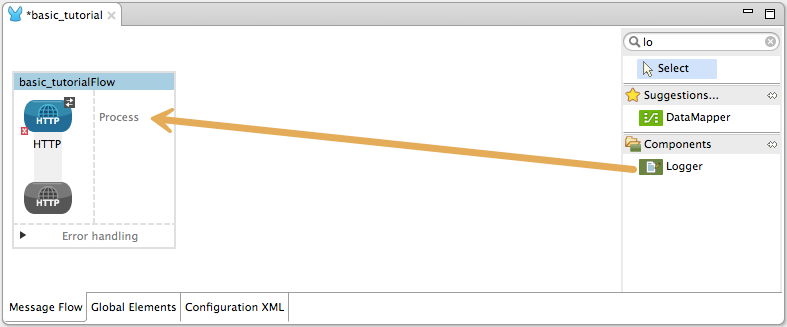 *basic_tutorial
lo
Select
Suggestions...
DataMapper
Components
Logger
basic_tutorialFlow
HTTP
Process
HTTP
HTTP
Error handling
Message Flow Global Elements Configuration XML